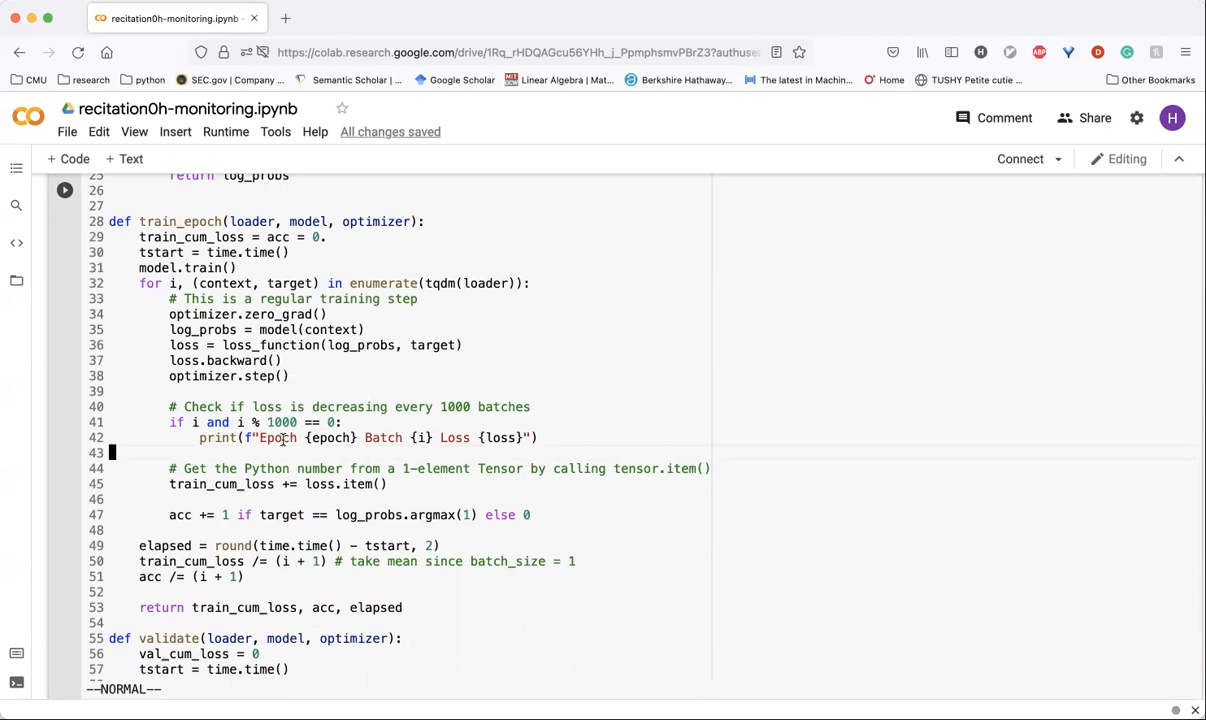 recitation0h-monitoring.ipynb -
https://colab.research.google.com/drive/1Rq_rHDQAGcu56YHh_j_PpmphsmvPBrZ3?authuse
CMU research python SEC.gov | Company ... Semantic Scholar | ... Google Scholar Linear Algebra | Mat... Berkshire Hathaway... The latest in Machin... Home TUSHY Petite cutie ... Other Bookmarks
recitation0h-monitoring.ipynb
Comment Share H
File Edit View Insert Runtime Tools Help All changes saved
+ Code + Text Connect Editing
25 return log_probs
26
27
28 def train_epoch(loader, model, optimizer):
29 train_cum_loss = acc = 0.
30 tstart = time.time()
31 model.train()
32 for i, (context, target) in enumerate(tqdm(loader)):
33 # This is a regular training step
34 optimizer.zero_grad()
35 log_probs = model(context)
36 loss = loss_function(log_probs, target)
37 loss.backward()
38 optimizer.step()
39
40 # Check if loss is decreasing every 1000 batches
41 if i and i % 1000 == 0:
42 print(f"Epoch {epoch} Batch {i} Loss {loss}")
43
44 # Get the Python number from a 1-element Tensor by calling tensor.item()
45 train_cum_loss += loss.item()
46
47 acc += 1 if target == log_probs.argmax(1) else 0
48
49 elapsed = round(time.time() - tstart, 2)
50 train_cum_loss /= (i + 1) # take mean since batch_size = 1
51 acc /= (i + 1)
52
53 return train_cum_loss, acc, elapsed
54
55 def validate(loader, model, optimizer):
56 val_cum_loss = 0
57 tstart = time.time()
--NORMAL--